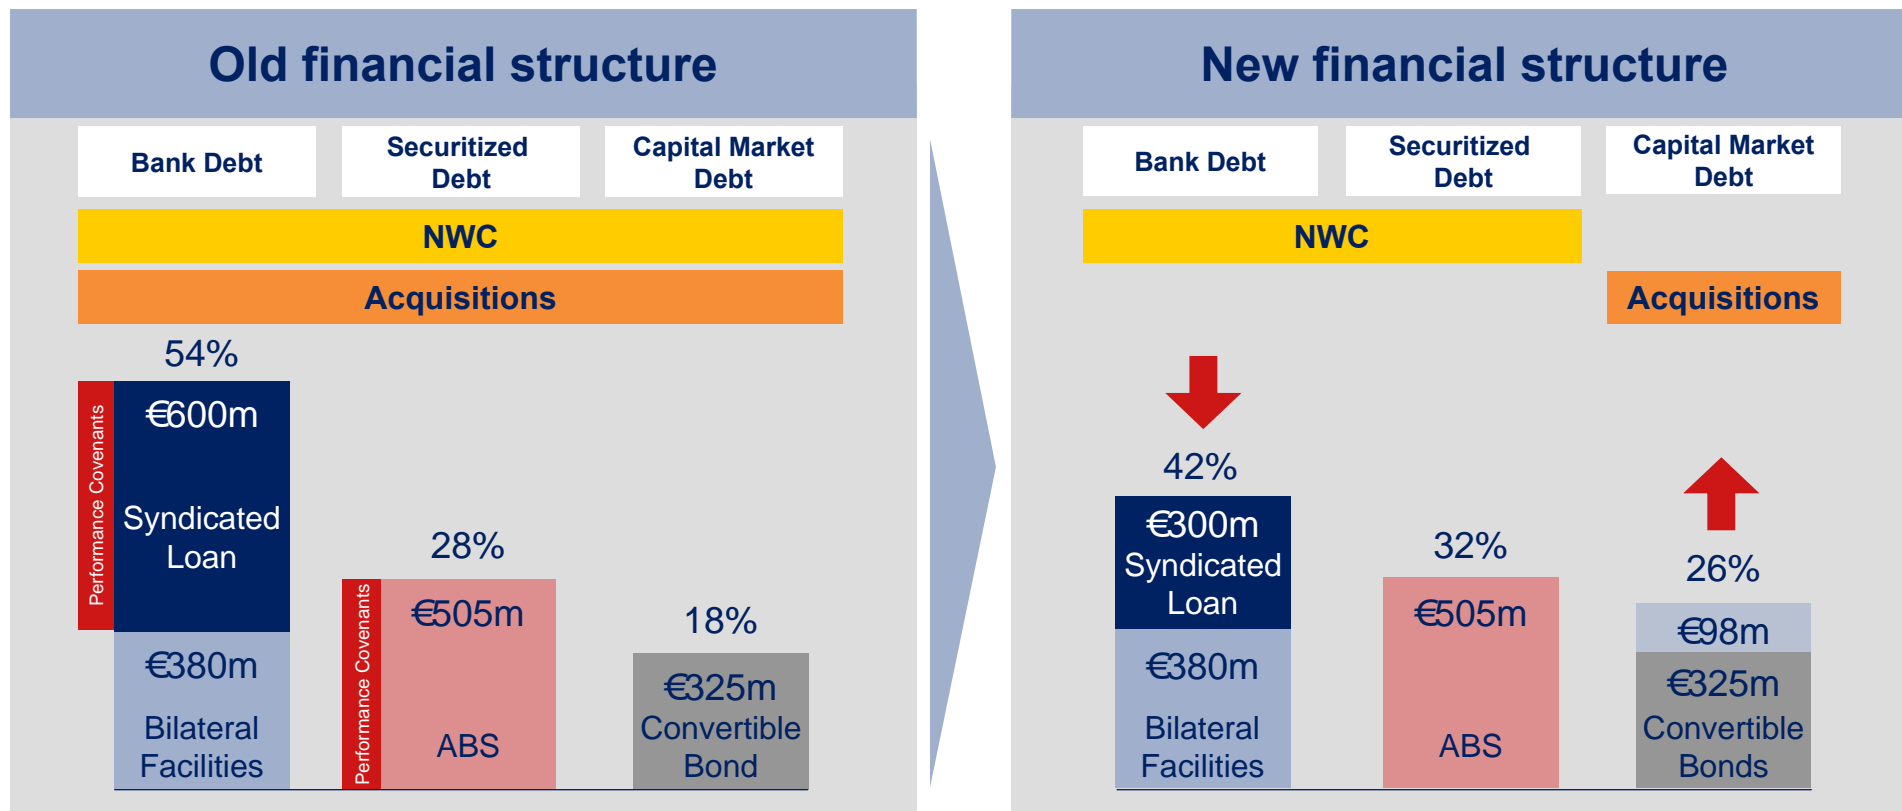 Old financial structure
Bank Debt
Securitized
Debt
Capital Market
Debt
NWC
Acquisitions
54%
Performance Covenants
€600m
Syndicated
Loan
€380m
Bilateral
Facilities
28%
Performance Covenants
€505m
ABS
18%
€325m
Convertible
Bond
New financial structure
Bank Debt
Securitized
Debt
Capital Market
Debt
NWC
Acquisitions
42%
€300m
Syndicated
Loan
€380m
Bilateral
Facilities
32%
€505m
ABS
26%
€98m
€325m
Convertible
Bonds